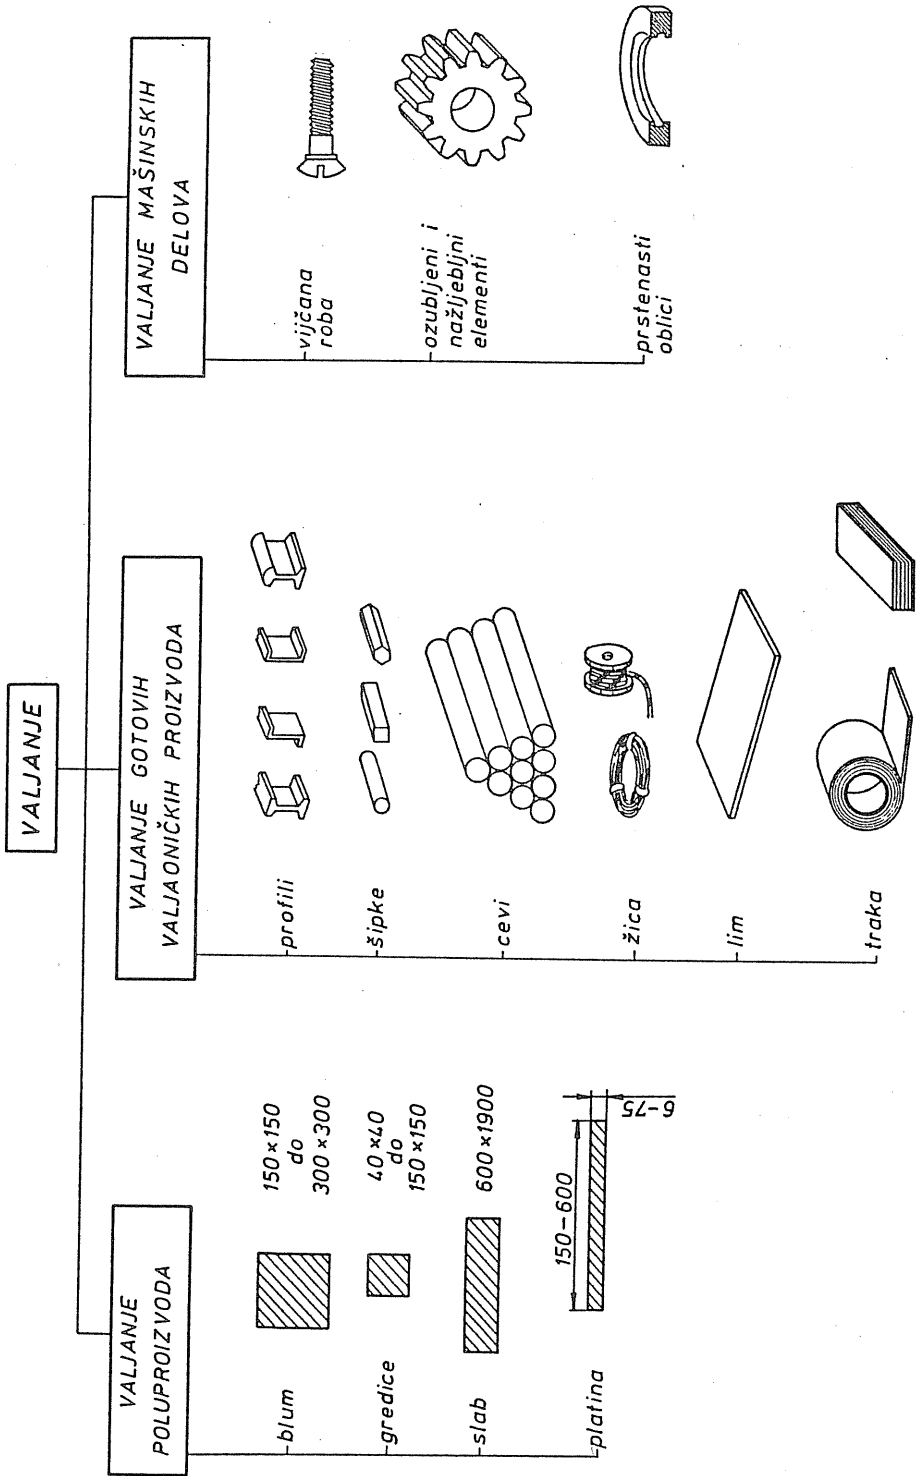 VALJANJE
VALJANJE
POLUPROIZVODA
blum
150×150
do
300×300
gredice
40×40
do
150×150
slab
600×1900
platina
150-600
6-75
VALJANJE GOTOVIH
VALJAONIČKIH PROIZVODA
profili
šipke
cevi
žica
lim
traka
VALJANJE MAŠINSKIH
DELOVA
vijčana
roba
ozubljeni i
nažljebljni
elementi
prstenasti
oblici